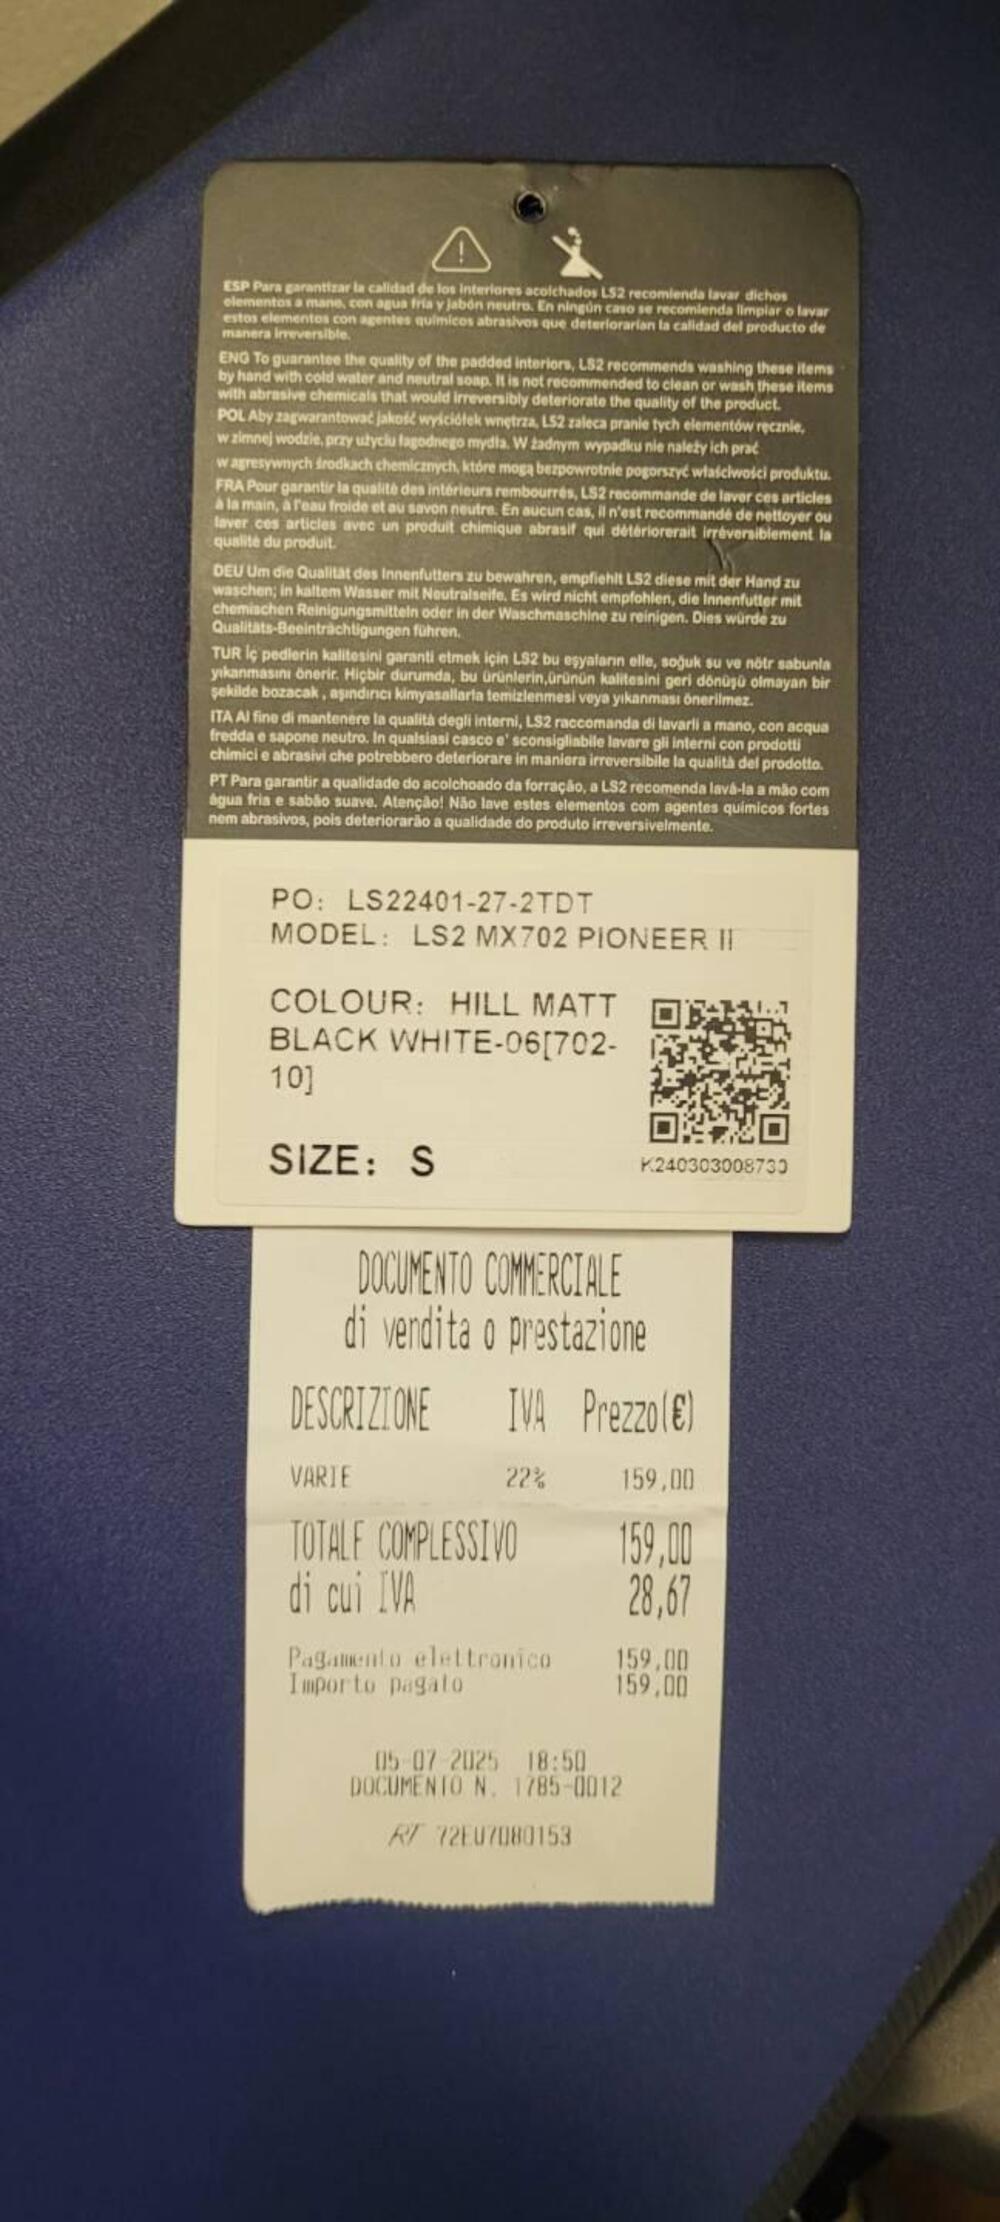 ESP Para garantizar la calidad de los interiores acolchados LS2 recomienda lavar dichos
elementos a mano, con agua fría y jabón neutro. En ningún caso se recomienda limpiar o lavar
estos elementos con agentes químicos abrasivos que deteriorarían la calidad del producto de
manera irreversible.
ENG To guarantee the quality of the padded interiors, LS2 recommends washing these items
by hand with cold water and neutral soap. It is not recommended to clean or wash these items
with abrasive chemicals that would irreversibly deteriorate the quality of the product.
POL Aby zagwarantować jakość wyściółek wnętrza, LS2 zaleca pranie tych elementów ręcznie,
w zimnej wodzie, przy użyciu łagodnego mydła. W żadnym wypadku nie należy ich prać
w agresywnych środkach chemicznych, które mogą bezpowrotnie pogorszyć właściwości produktu.
FRA Pour garantir la qualité des intérieurs rembourrés, LS2 recommande de laver ces articles
à la main, à l'eau froide et au savon neutre. En aucun cas, il n'est recommandé de nettoyer ou
laver ces articles avec un produit chimique abrasif qui détériorerait irréversiblement la
qualité du produit.
DEU Um die Qualität des Innenfutters zu bewahren, empfiehlt LS2 diese mit der Hand zu
waschen; in kaltem Wasser mit Neutralseife. Es wird nicht empfohlen, die Innenfutter mit
chemischen Reinigungsmitteln oder in der Waschmaschine zu reinigen. Dies würde zu
Qualitäts-Beeinträchtigungen führen.
TUR İç pedlerin kalitesini garanti etmek için LS2 bu eşyaların elle, soğuk su ve nötr sabunla
yıkanmasını önerir. Hiçbir durumda, bu ürünlerin,ürünün kalitesini geri dönüşü olmayan bir
şekilde bozacak , aşındırıcı kimyasallarla temizlenmesi veya yıkanması önerilmez.
ITA Al fine di mantenere la qualità degli interni, LS2 raccomanda di lavarli a mano, con acqua
fredda e sapone neutro. In qualsiasi casco e' sconsigliabile lavare gli interni con prodotti
chimici e abrasivi che potrebbero deteriorare in maniera irreversibile la qualità del prodotto.
PT Para garantir a qualidade do acolchoado da forração, a LS2 recomenda lavá-la a mão com
água fria e sabão suave. Atenção! Não lave estes elementos com agentes químicos fortes
nem abrasivos, pois deteriorarão a qualidade do produto irreversivelmente.
PO: LS22401-27-2TDT
MODEL: LS2 MX702 PIONEER II
COLOUR: HILL MATT
BLACK WHITE-06[702-
10]
SIZE: S
K240303008730
DOCUMENTO COMMERCIALE
di vendita o prestazione
DESCRIZIONE IVA Prezzo(€)
VARIE 22% 159,00
TOTALE COMPLESSIVO 159,00
di cui IVA 28,67
Pagamento elettronico 159,00
Importo pagato 159,00
05-07-2025 18:50
DOCUMENTO N. 1785-0012
RT 72EU7080153